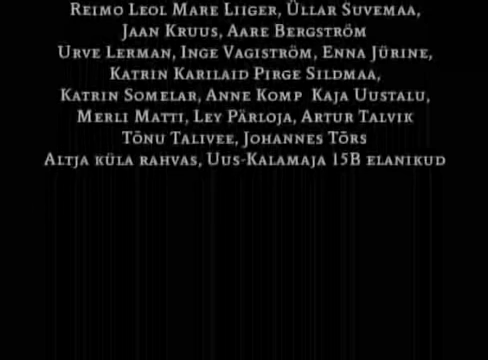 Reimo Leol Mare Liiger, Üllar Suvemaa,
Jaan Kruus, Aare Bergström
Urve Lerman, Inge Vagiström, Enna Jürine,
Katrin Karilaid Pirge Sildmaa,
Katrin Somelar, Anne Komp Kaja Uustalu,
Merli Matti, Ley Pärloja, Artur Talvik
Tõnu Talivee, Johannes Tõrs
Altja küla rahvas, Uus-Kalamaja 15b elanikud